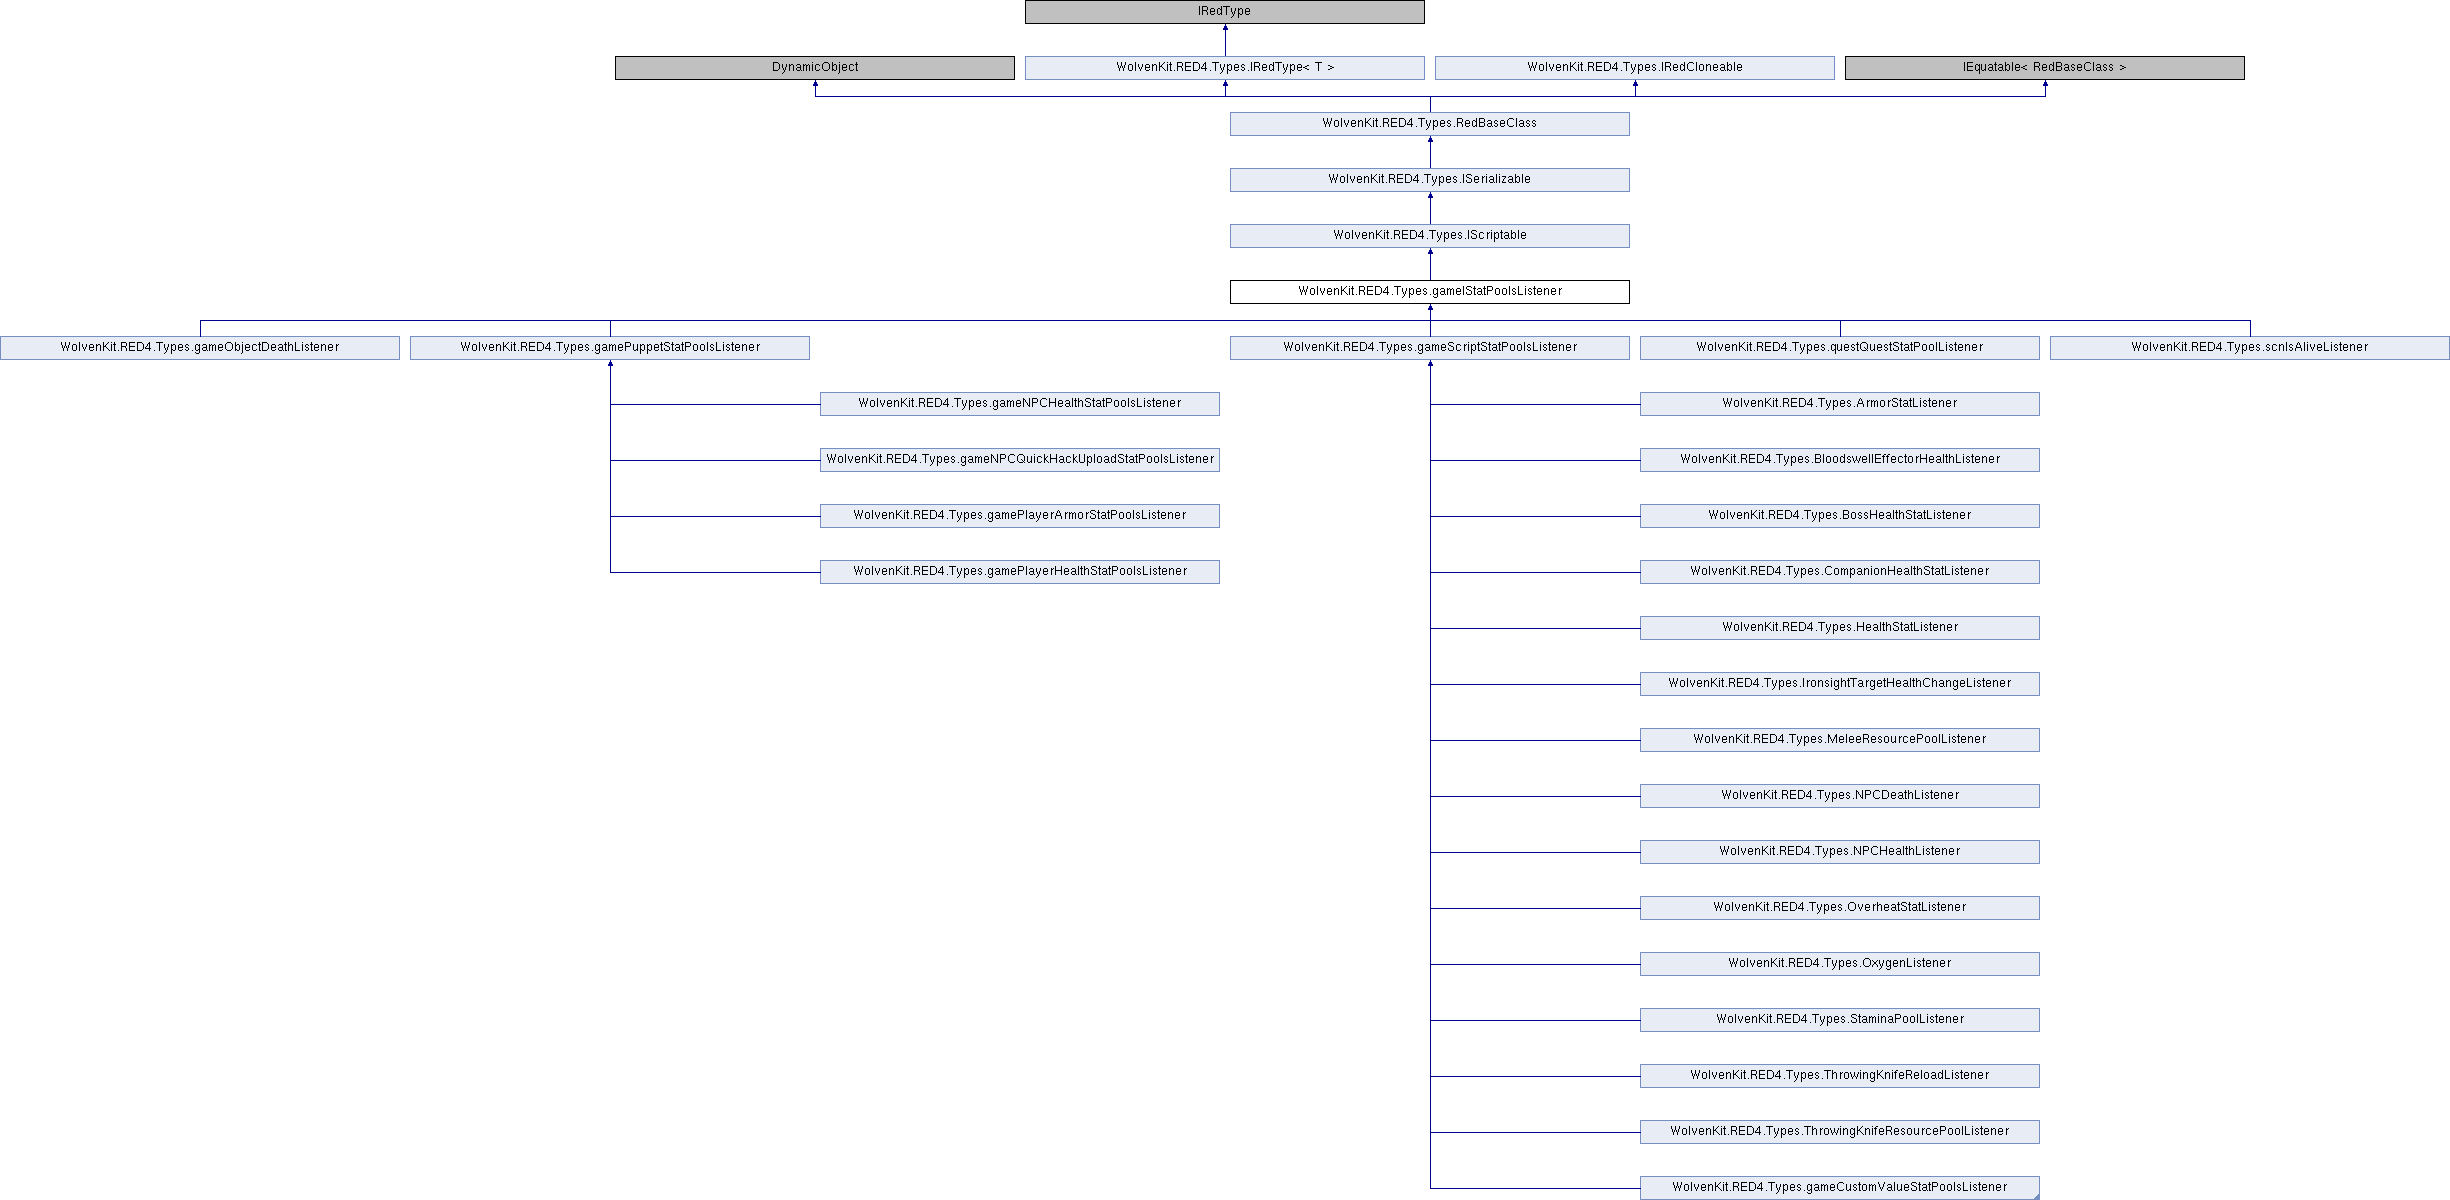 IRedType
DynamicObject
WolvenKit.RED4.Types.IRedType< T >
WolvenKit.RED4.Types.IRedCloneable
IEquatable< RedBaseClass >
WolvenKit.RED4.Types.RedBaseClass
WolvenKit.RED4.Types.ISerializable
WolvenKit.RED4.Types.IScriptable
WolvenKit.RED4.Types.gameIStatPoolsListener
WolvenKit.RED4.Types.gameObjectDeathListener
WolvenKit.RED4.Types.gamePuppetStatPoolsListener
WolvenKit.RED4.Types.gameScriptStatPoolsListener
WolvenKit.RED4.Types.questQuestStatPoolListener
WolvenKit.RED4.Types.scnIsAliveListener
WolvenKit.RED4.Types.gameNPCHealthStatPoolsListener
WolvenKit.RED4.Types.ArmorStatListener
WolvenKit.RED4.Types.gameNPCQuickHackUploadStatPoolsListener
WolvenKit.RED4.Types.BloodswellEffectorHealthListener
WolvenKit.RED4.Types.gamePlayerArmorStatPoolsListener
WolvenKit.RED4.Types.BossHealthStatListener
WolvenKit.RED4.Types.gamePlayerHealthStatPoolsListener
WolvenKit.RED4.Types.CompanionHealthStatListener
WolvenKit.RED4.Types.HealthStatListener
WolvenKit.RED4.Types.IronsightTargetHealthChangeListener
WolvenKit.RED4.Types.MeleeResourcePoolListener
WolvenKit.RED4.Types.NPCDeathListener
WolvenKit.RED4.Types.NPCHealthListener
WolvenKit.RED4.Types.OverheatStatListener
WolvenKit.RED4.Types.OxygenListener
WolvenKit.RED4.Types.StaminaPoolListener
WolvenKit.RED4.Types.ThrowingKnifeReloadListener
WolvenKit.RED4.Types.ThrowingKnifeResourcePoolListener
WolvenKit.RED4.Types.gameCustomValueStatPoolsListener